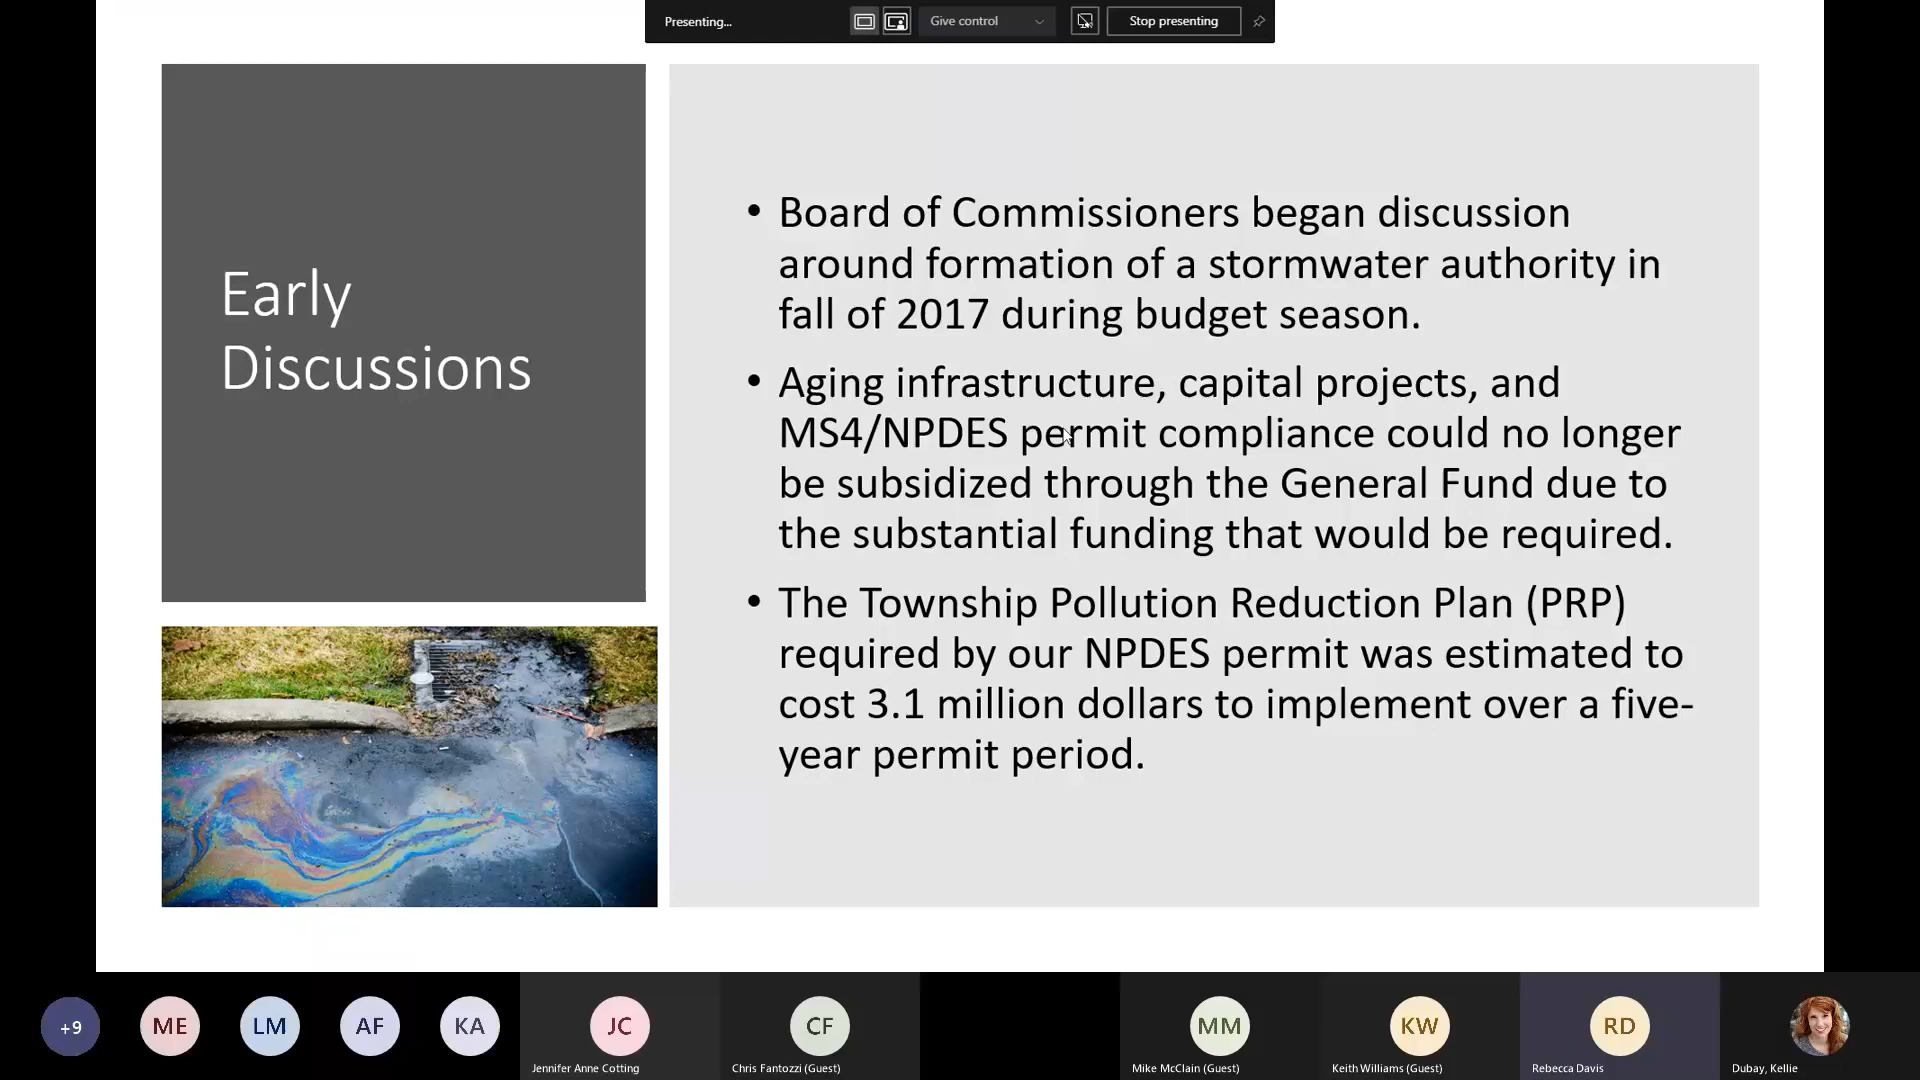 Presenting...
Give control
Stop presenting
Early
Discussions
• Board of Commissioners began discussion
around formation of a stormwater authority in
fall of 2017 during budget season.
• Aging infrastructure, capital projects, and
MS4/NPDES permit compliance could no longer
be subsidized through the General Fund due to
the substantial funding that would be required.
• The Township Pollution Reduction Plan (PRP)
required by our NPDES permit was estimated to
cost 3.1 million dollars to implement over a five-
year permit period.
+9
ME
LM
AF
KA
JC
CF
MM
KW
RD
Jennifer Anne Cotting
Chris Fantozzi (Guest)
Mike McClain (Guest)
Keith Williams (Guest)
Rebecca Davis
Dubay, Kellie